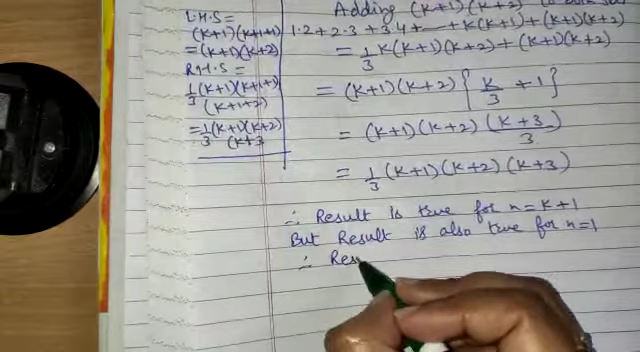 L.H.S =
(k+1)(k+1+1)
=(k+1)(k+2)
R.H.S =
1/3 (k+1)(k+1+1)
(k+1+2)
=1/3 (k+1)(k+2)
(k+3
Adding (k+1)(k+2)
1·2+2·3+3·4+---+k(k+1)+(k+1)(k+2)
= 1/3 k(k+1)(k+2)+(k+1)(k+2)
= (k+1)(k+2) { k/3 + 1 }
= (k+1)(k+2) (k+3)/3
= 1/3 (k+1)(k+2)(k+3)
∴ Result is true for n=k+1
But Result is also true for n=1
∴ Res